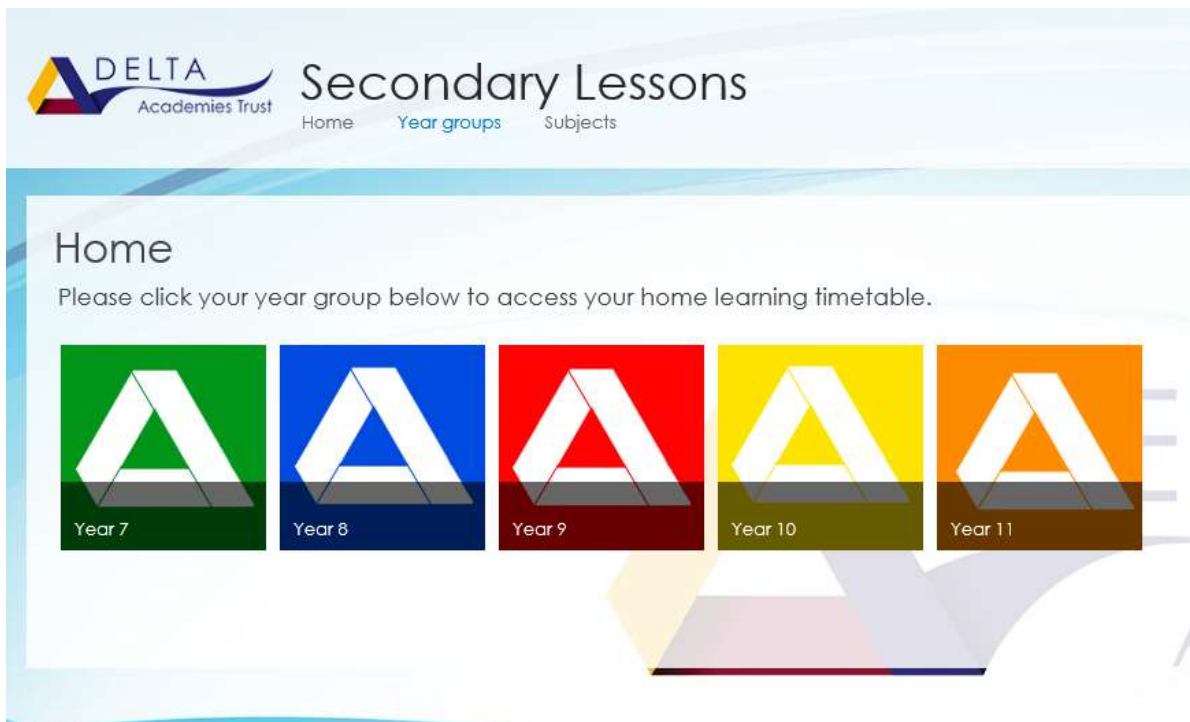 DELTA
Academies Trust
Secondary Lessons
Home Year groups Subjects
Home
Please click your year group below to access your home learning timetable.
Year 7 Year 8 Year 9 Year 10 Year 11